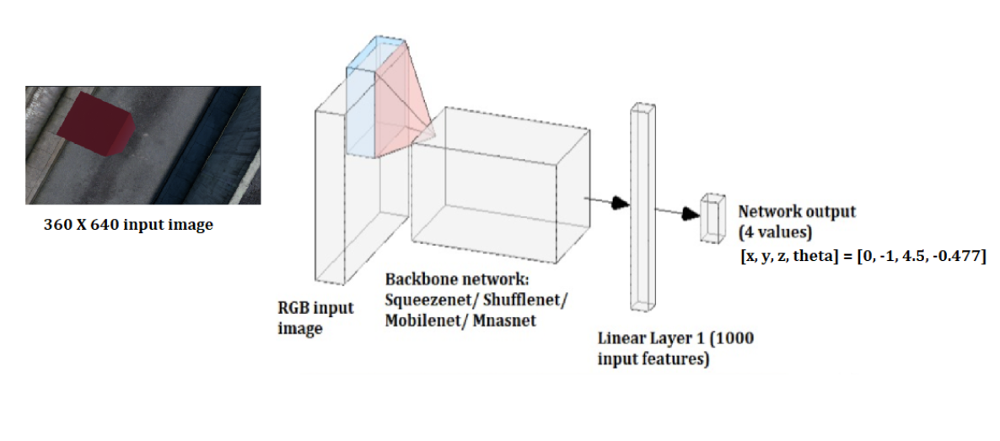 360 X 640 input image
RGB input
image
Backbone network:
Squeezenet/ Shufflenet/
Mobilenet/ Mnasnet
Linear Layer 1 (1000
input features)
Network output
(4 values)
[x, y, z, theta] = [0, -1, 4.5, -0.477]